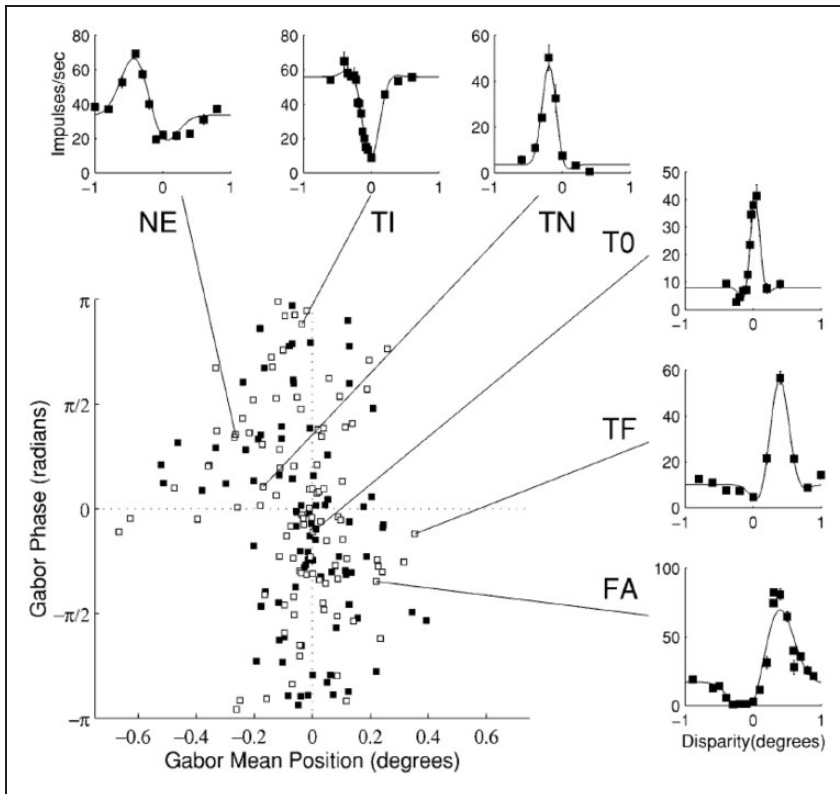 Impulses/sec
80
60
40
20
0
−1 0 1
NE
80
60
40
20
0
−1 0 1
TI
60
40
20
0
−1 0 1
TN
50
40
30
20
10
0
−1 0 1
T0
60
40
20
0
−1 0 1
TF
100
50
0
−1 0 1
Disparity(degrees)
FA
Gabor Phase (radians)
π
π/2
0
−π/2
−π
−0.6 −0.4 −0.2 0 0.2 0.4 0.6
Gabor Mean Position (degrees)